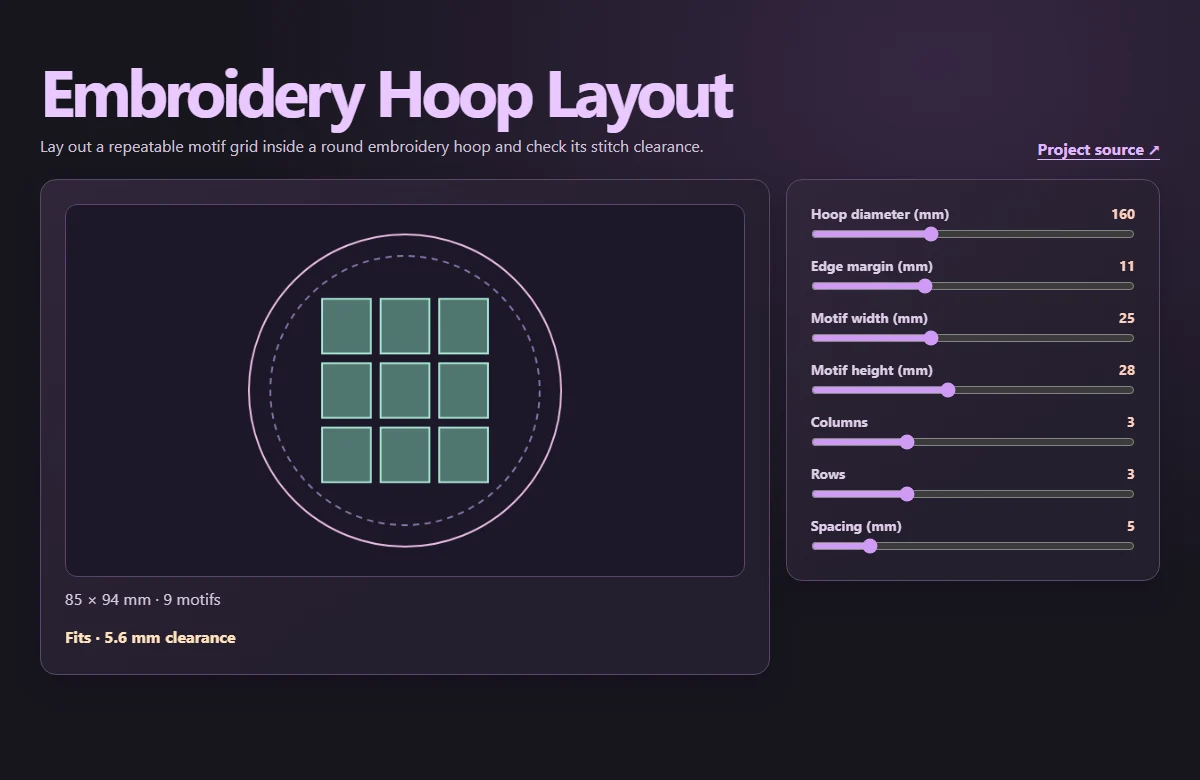 Embroidery Hoop Layout
Lay out a repeatable motif grid inside a round embroidery hoop and check its stitch clearance.
Project source ↗
85 × 94 mm · 9 motifs
Fits · 5.6 mm clearance
Hoop diameter (mm) 160
Edge margin (mm) 11
Motif width (mm) 25
Motif height (mm) 28
Columns 3
Rows 3
Spacing (mm) 5